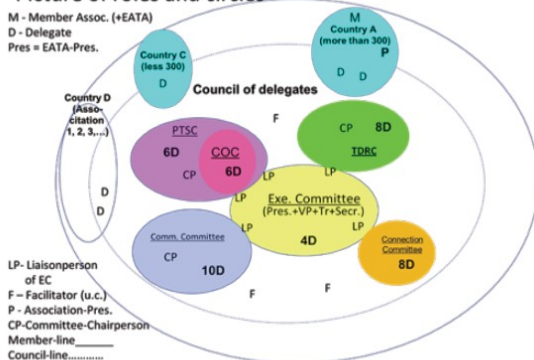 M - Member Assoc. (+EATA)
D - Delegate
Pres = EATA-Pres.
M
Country A
(more than 300)
P
D D
Country C
(less 300)
D
Council of delegates
Country D
(Asso-
citation
1, 2, 3,...)
D
D
F
PTSC
6D
CP
COC
6D
CP 8D
TDRC
LP
LP
LP
Exe. Committee
(Pres.+VP+Tr+Secr.)
LP
LP
4D
Comm. Committee
CP
10D
Connection
Committee
8D
F
F
LP- Liaisonperson
of EC
F – Facilitator (u.c.)
P - Association-Pres.
CP-Committee-Chairperson
Member-line______
Council-line...........